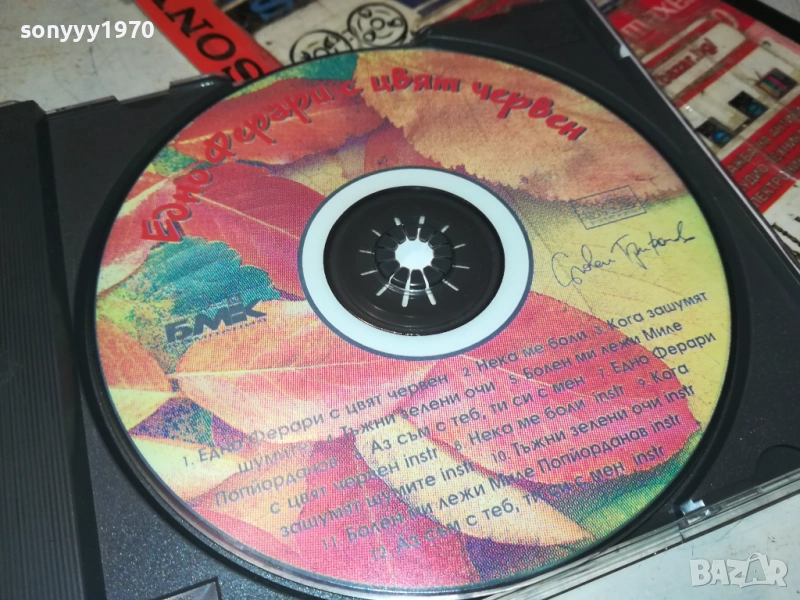 sonyyy1970
SON
Едно Ферари с цвят червен
Слави Трифонов
БМК
1. Едно Ферари с цвят червен 2 Нека ме боли 3 Кога зашумят
шумите 4 Тъжни зелени очи 5 Болен ми лежи Миле
Попйорданов 6 Аз съм с теб, ти си с мен 7 Едно Ферари
с цвят червен instr 8 Нека ме боли instr 9 Кога
зашумят шумите instr 10 Тъжни зелени очи instr
11 Болен ми лежи Миле Попйорданов instr
12 Аз съм с теб, ти си с мен instr
BAZAR